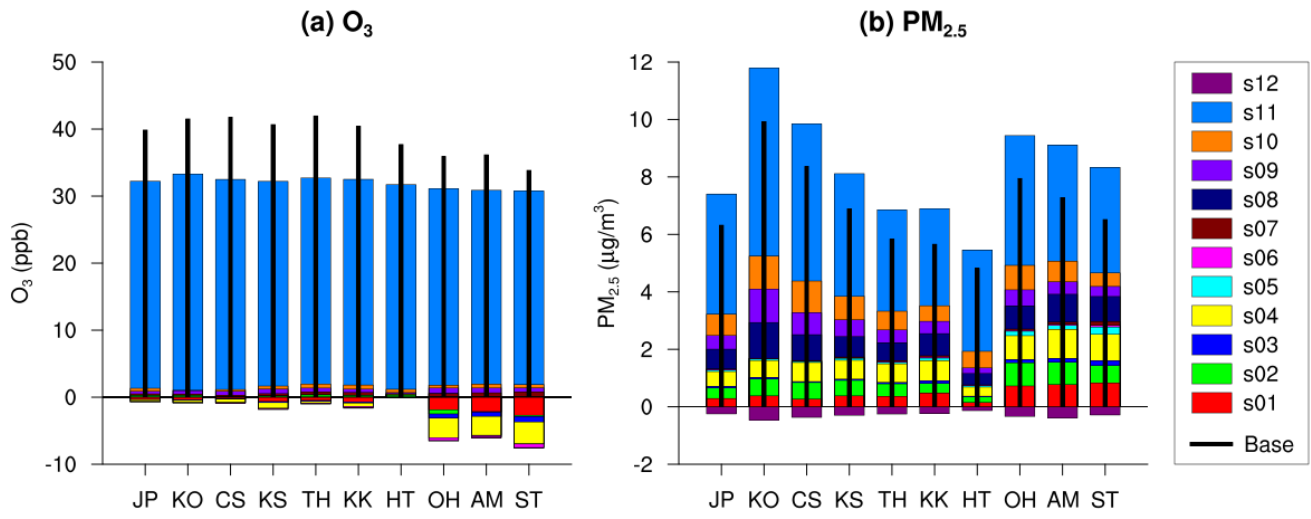 (a) O₃
50
40
30
20
10
0
-10
O₃ (ppb)
JP KO CS KS TH KK HT OH AM ST
(b) PM₂.₅
12
10
8
6
4
2
0
-2
PM₂.₅ (μg/m³)
JP KO CS KS TH KK HT OH AM ST
s12
s11
s10
s09
s08
s07
s06
s05
s04
s03
s02
s01
Base